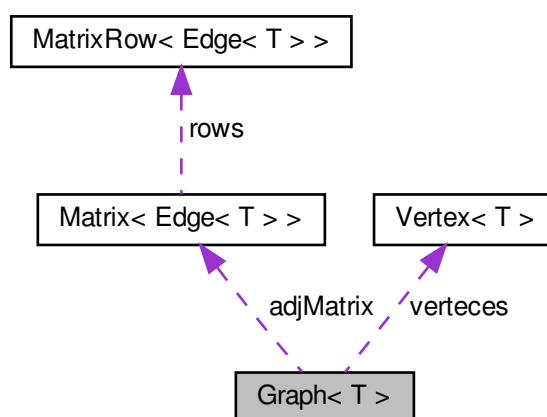 MatrixRow< Edge< T > >
rows
Matrix< Edge< T > >
Vertex< T >
adjMatrix
verteces
Graph< T >